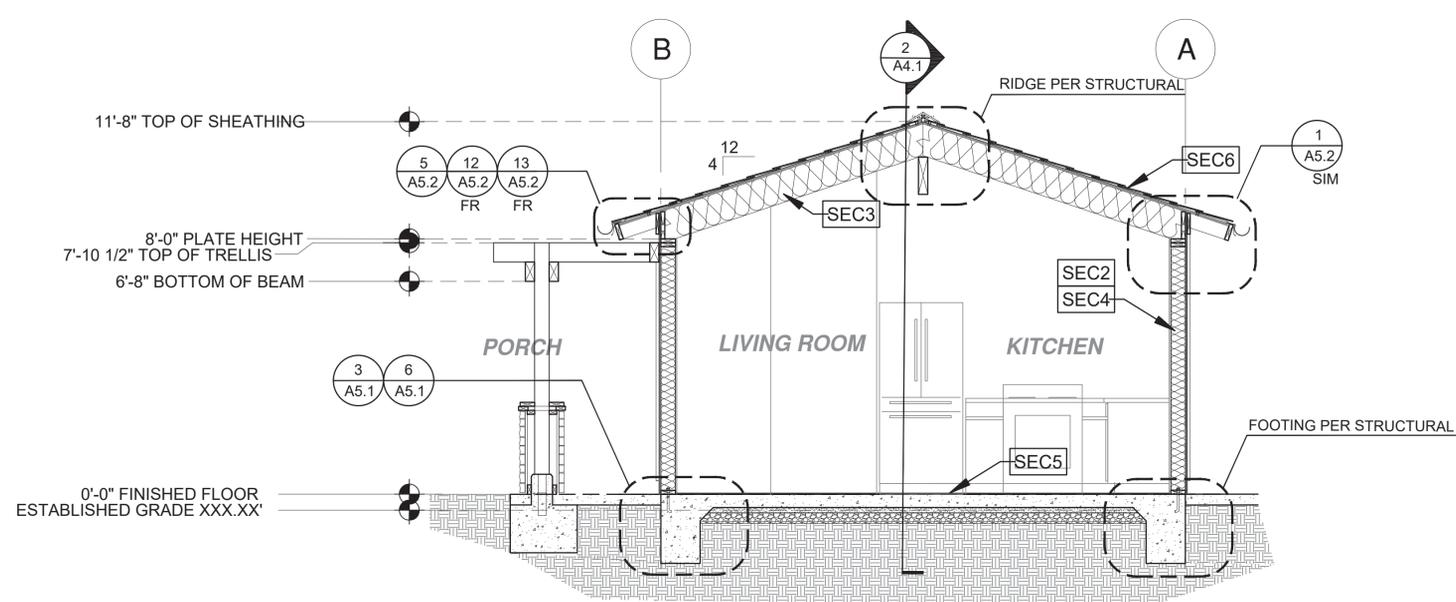 B
2
A4.1
A
RIDGE PER STRUCTURAL
11'-8" TOP OF SHEATHING
12
4
5
A5.2
12
A5.2
FR
13
A5.2
FR
1
A5.2
SIM
SEC6
SEC3
8'-0" PLATE HEIGHT
7'-10 1/2" TOP OF TRELLIS
6'-8" BOTTOM OF BEAM
SEC2
SEC4
PORCH
LIVING ROOM
KITCHEN
3
A5.1
6
A5.1
FOOTING PER STRUCTURAL
SEC5
0'-0" FINISHED FLOOR
ESTABLISHED GRADE XXX.XX'